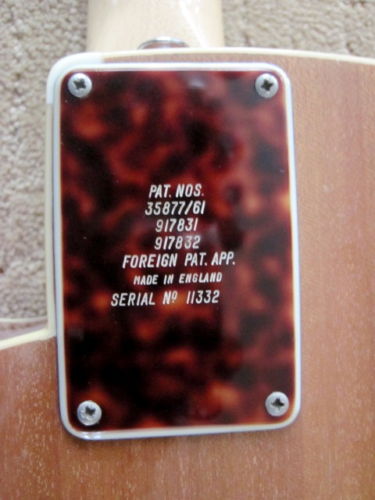 PAT. NOS.
35877/61
917831
917832
FOREIGN PAT. APP.
MADE IN ENGLAND
SERIAL Nº 11332